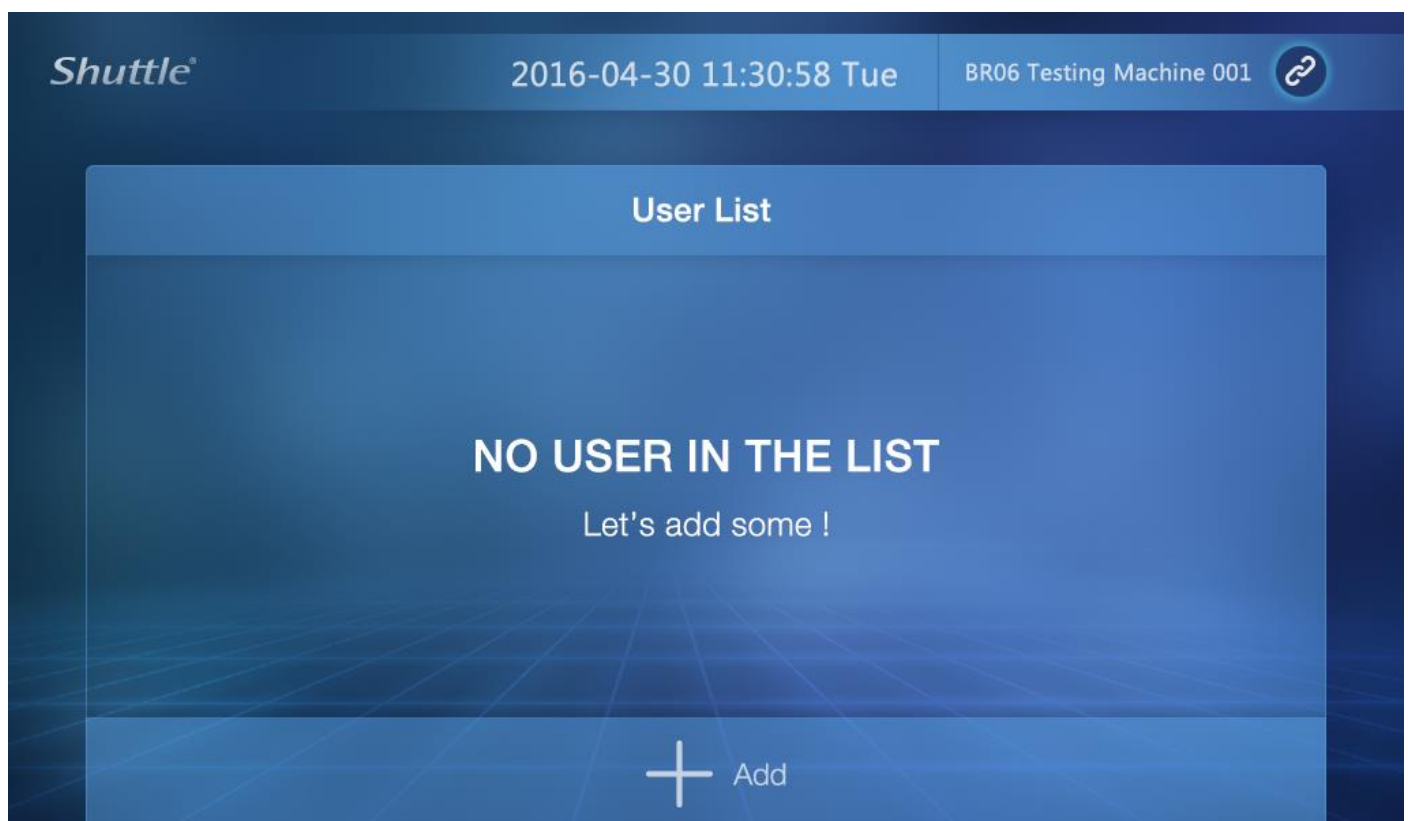 Shuttle®
2016-04-30 11:30:58 Tue
BR06 Testing Machine 001
User List
NO USER IN THE LIST
Let's add some !
Add